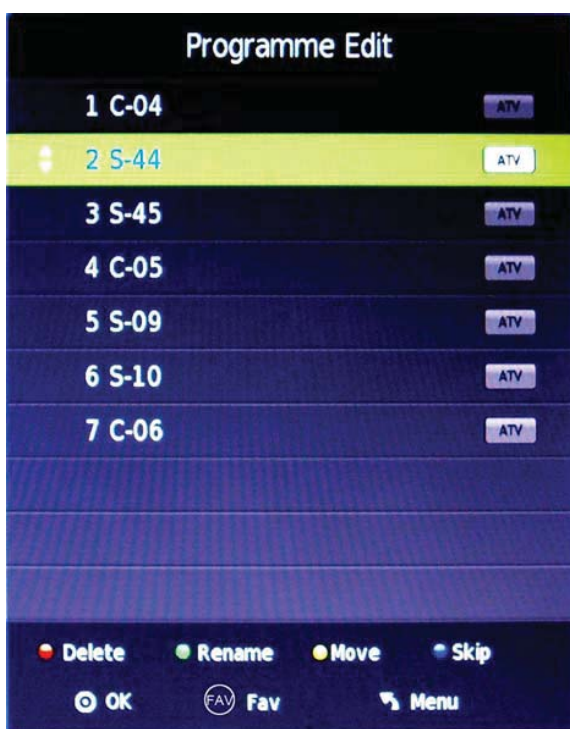 Programme Edit
1 C-04 ATV
2 S-44 ATV
3 S-45 ATV
4 C-05 ATV
5 S-09 ATV
6 S-10 ATV
7 C-06 ATV
Delete Rename Move Skip
OK FAV Fav Menu